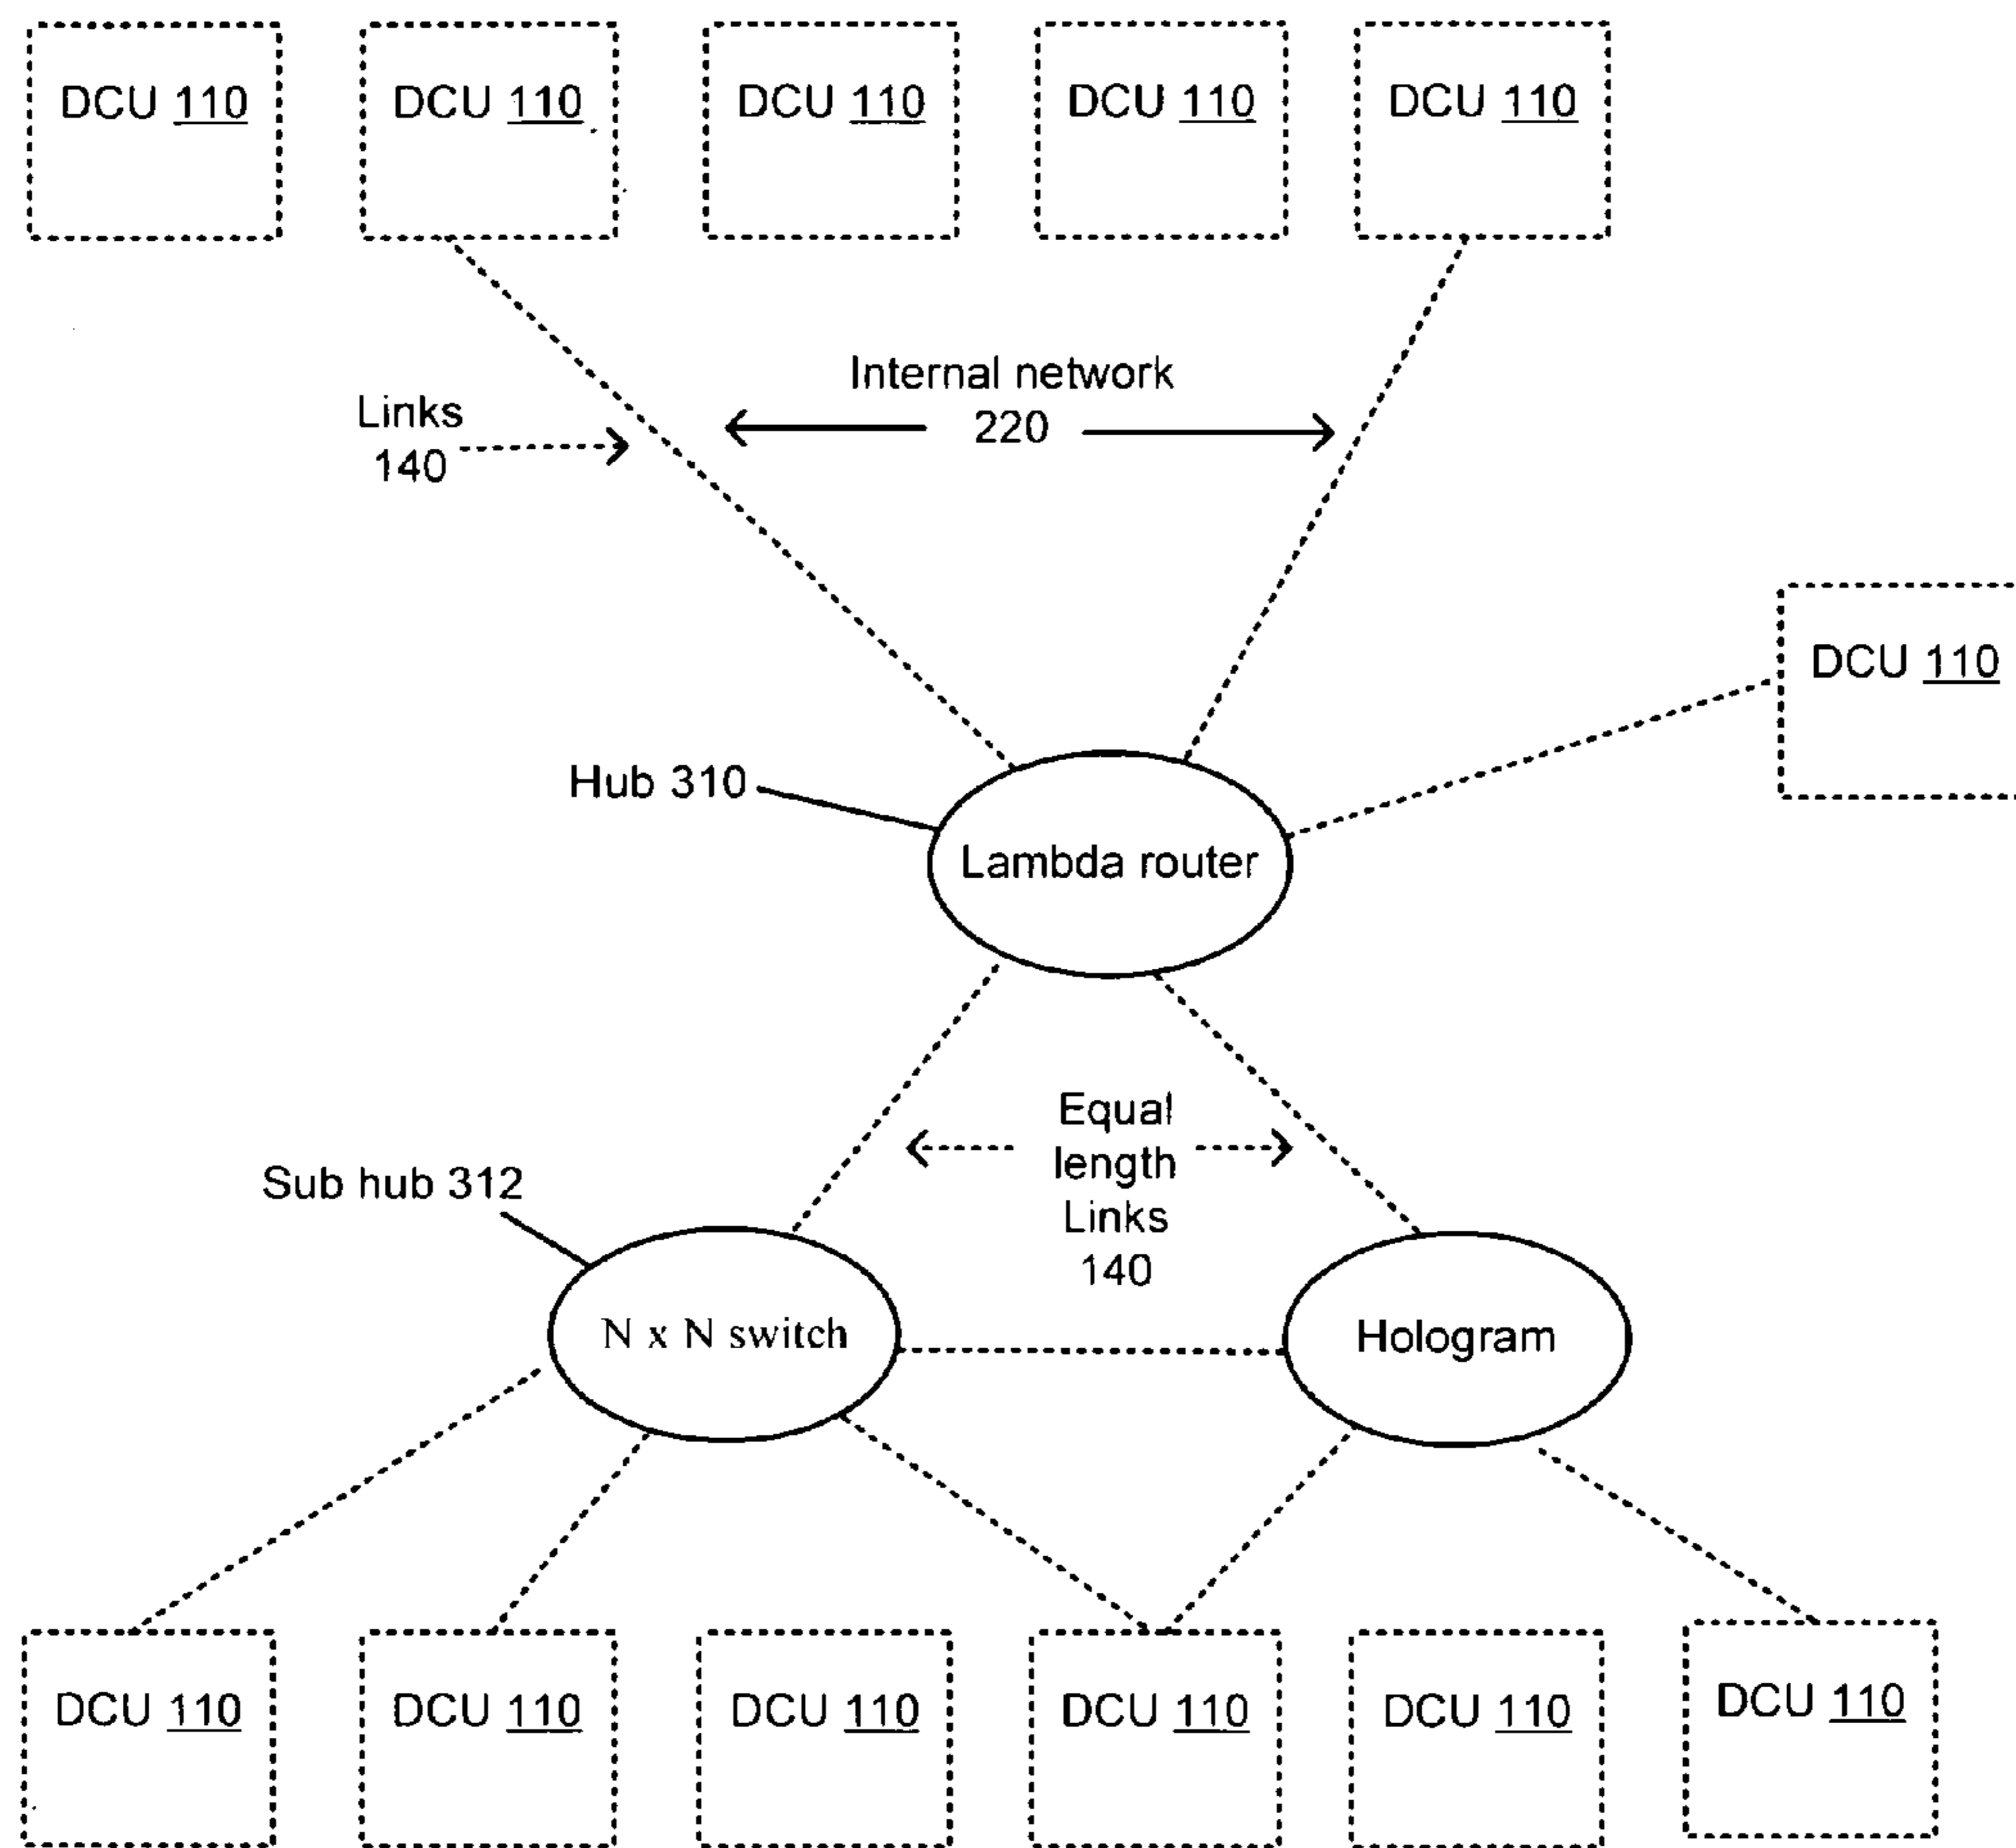 DCU 110
DCU 110
DCU 110
DCU 110
DCU 110
Internal network
220
Links
140
DCU 110
Hub 310
Lambda router
Equal
length
Links
140
Sub hub 312
N x N switch
Hologram
DCU 110
DCU 110
DCU 110
DCU 110
DCU 110
DCU 110